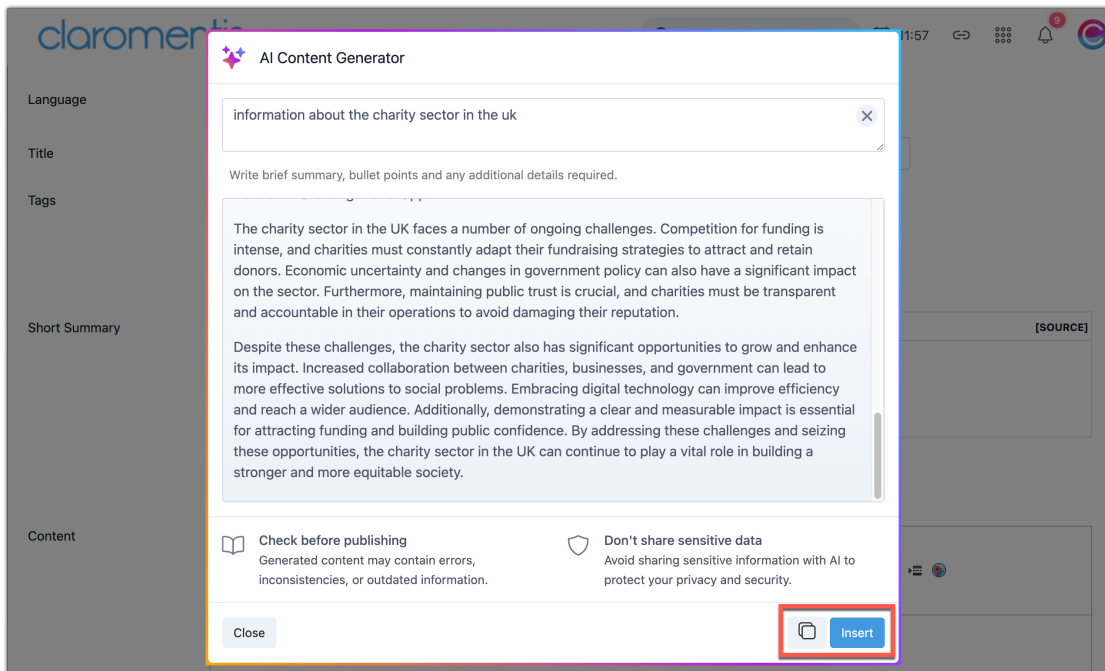 claromentis
9
11:57
AI Content Generator
Language
information about the charity sector in the uk
Title
Write brief summary, bullet points and any additional details required.
Tags
The charity sector in the UK faces a number of ongoing challenges. Competition for funding is
intense, and charities must constantly adapt their fundraising strategies to attract and retain
donors. Economic uncertainty and changes in government policy can also have a significant impact
on the sector. Furthermore, maintaining public trust is crucial, and charities must be transparent
and accountable in their operations to avoid damaging their reputation.
Short Summary
[SOURCE]
Despite these challenges, the charity sector also has significant opportunities to grow and enhance
its impact. Increased collaboration between charities, businesses, and government can lead to
more effective solutions to social problems. Embracing digital technology can improve efficiency
and reach a wider audience. Additionally, demonstrating a clear and measurable impact is essential
for attracting funding and building public confidence. By addressing these challenges and seizing
these opportunities, the charity sector in the UK can continue to play a vital role in building a
stronger and more equitable society.
Content
Check before publishing
Generated content may contain errors,
inconsistencies, or outdated information.
Don't share sensitive data
Avoid sharing sensitive information with AI to
protect your privacy and security.
Close
Insert